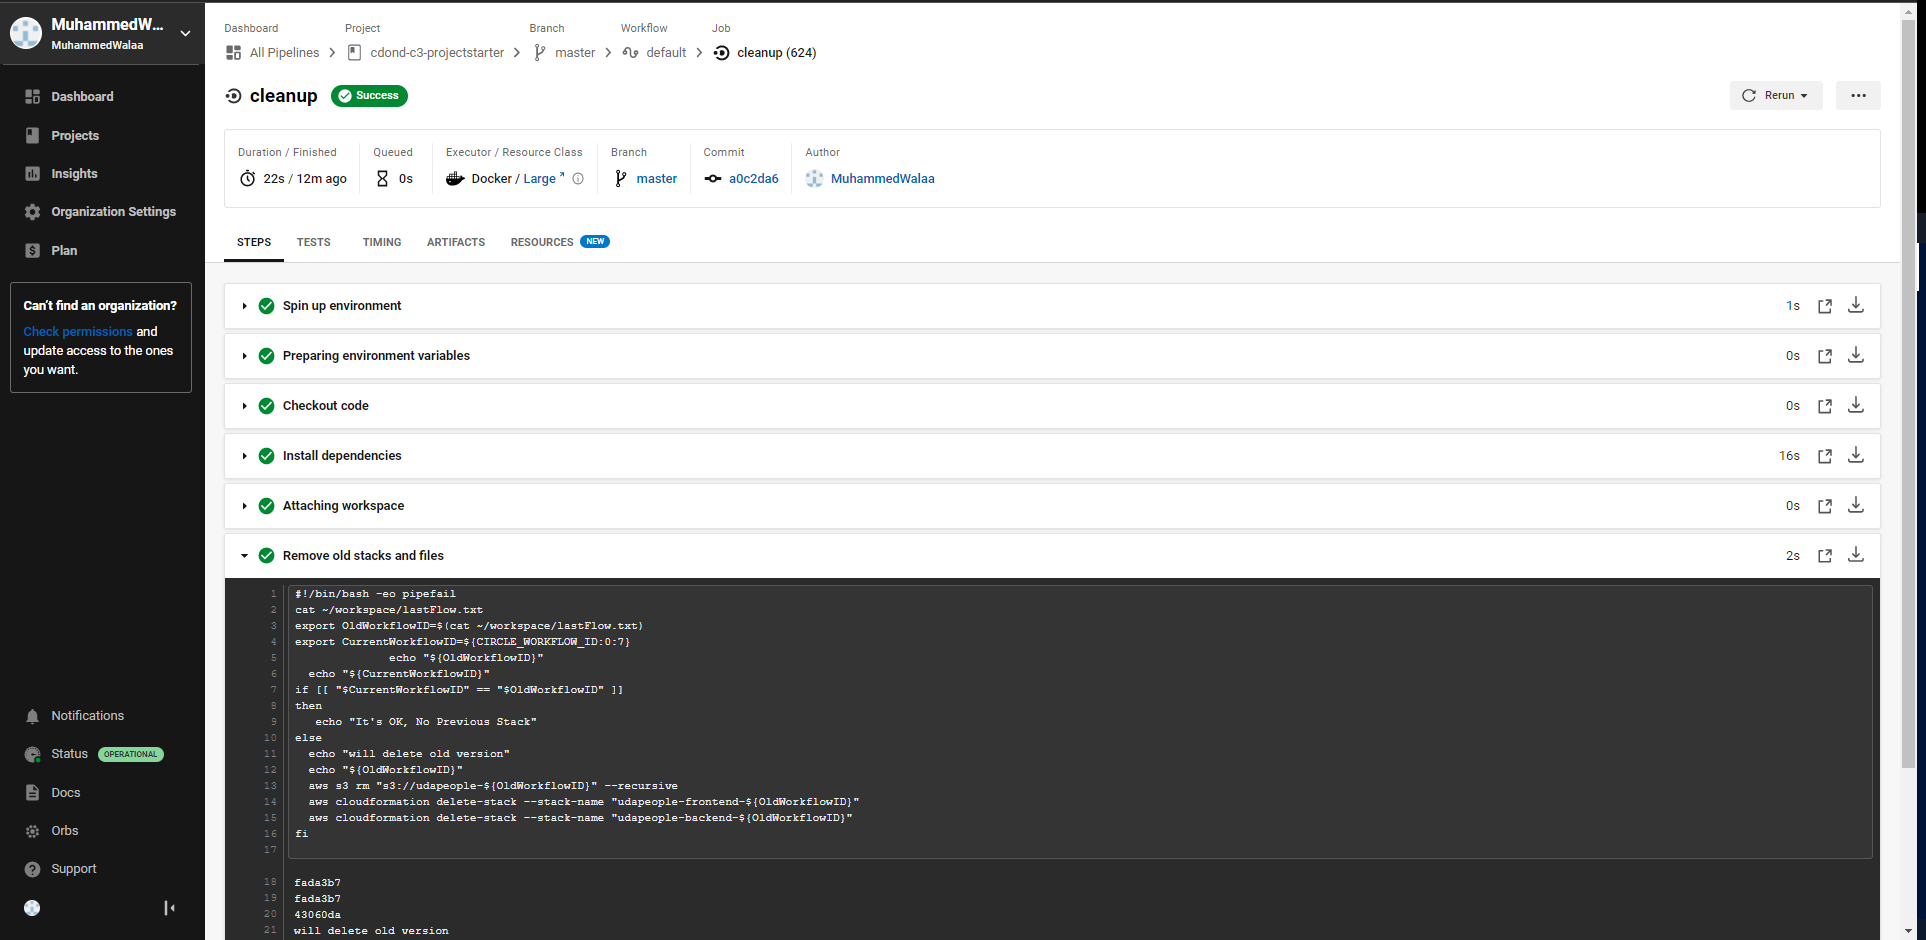 MuhammedW...
MuhammedWalaa
Dashboard
Projects
Insights
Organization Settings
Plan
Can't find an organization?
Check permissions and
update access to the ones
you want.
Notifications
Status OPERATIONAL
Docs
Orbs
Support
Dashboard Project Branch Workflow Job
All Pipelines cdond-c3-projectstarter master default cleanup (624)
cleanup Success
Rerun
Duration / Finished Queued Executor / Resource Class Branch Commit Author
22s / 12m ago 0s Docker / Large master a0c2da6 MuhammedWalaa
STEPS TESTS TIMING ARTIFACTS RESOURCES NEW
Spin up environment 1s
Preparing environment variables 0s
Checkout code 0s
Install dependencies 16s
Attaching workspace 0s
Remove old stacks and files 2s
1 #!/bin/bash -eo pipefail
2 cat ~/workspace/lastFlow.txt
3 export OldWorkflowID=$(cat ~/workspace/lastFlow.txt)
4 export CurrentWorkflowID=${CIRCLE_WORKFLOW_ID:0:7}
5 echo "${OldWorkflowID}"
6 echo "${CurrentWorkflowID}"
7 if [[ "$CurrentWorkflowID" == "$OldWorkflowID" ]]
8 then
9 echo "It's OK, No Previous Stack"
10 else
11 echo "will delete old version"
12 echo "${OldWorkflowID}"
13 aws s3 rm "s3://udapeople-${OldWorkflowID}" --recursive
14 aws cloudformation delete-stack --stack-name "udapeople-frontend-${OldWorkflowID}"
15 aws cloudformation delete-stack --stack-name "udapeople-backend-${OldWorkflowID}"
16 fi
17
18 fada3b7
19 fada3b7
20 43060da
21 will delete old version